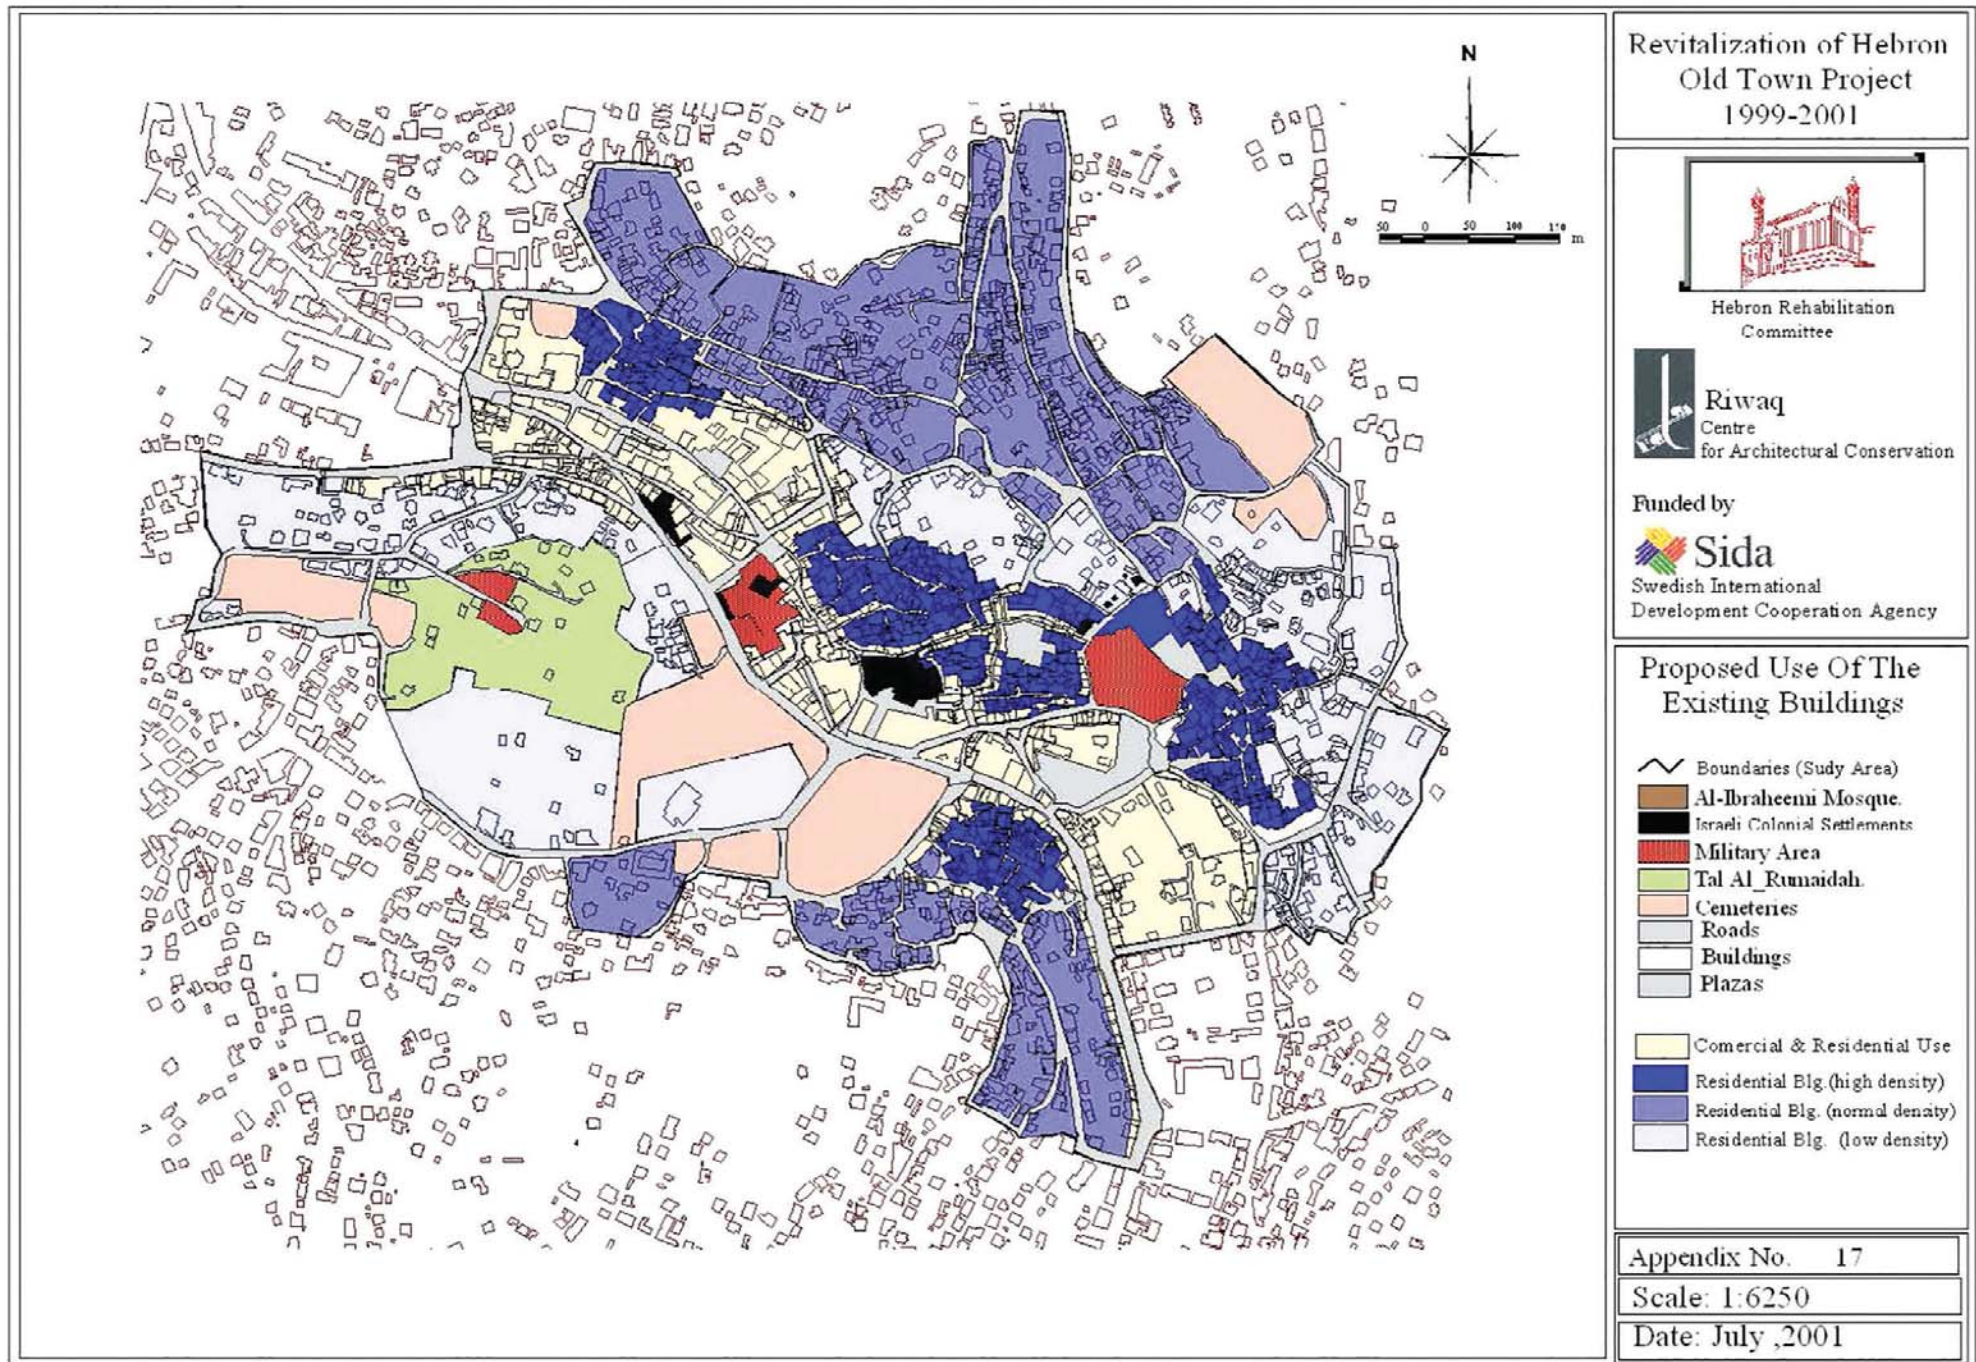 N
50 0 50 100 150 m
Revitalization of Hebron
Old Town Project
1999-2001
Hebron Rehabilitation
Committee
Riwaq
Centre
for Architectural Conservation
Funded by
Sida
Swedish International
Development Cooperation Agency
Proposed Use Of The
Existing Buildings
Boundaries (Sudy Area)
Al-Ibraheemi Mosque.
Israeli Colonial Settlements
Military Area
Tal Al_Rumaidah.
Cemeteries
Roads
Buildings
Plazas
Comercial & Residential Use
Residential Blg.(high density)
Residential Blg. (normal density)
Residential Blg. (low density)
Appendix No. 17
Scale: 1:6250
Date: July ,2001